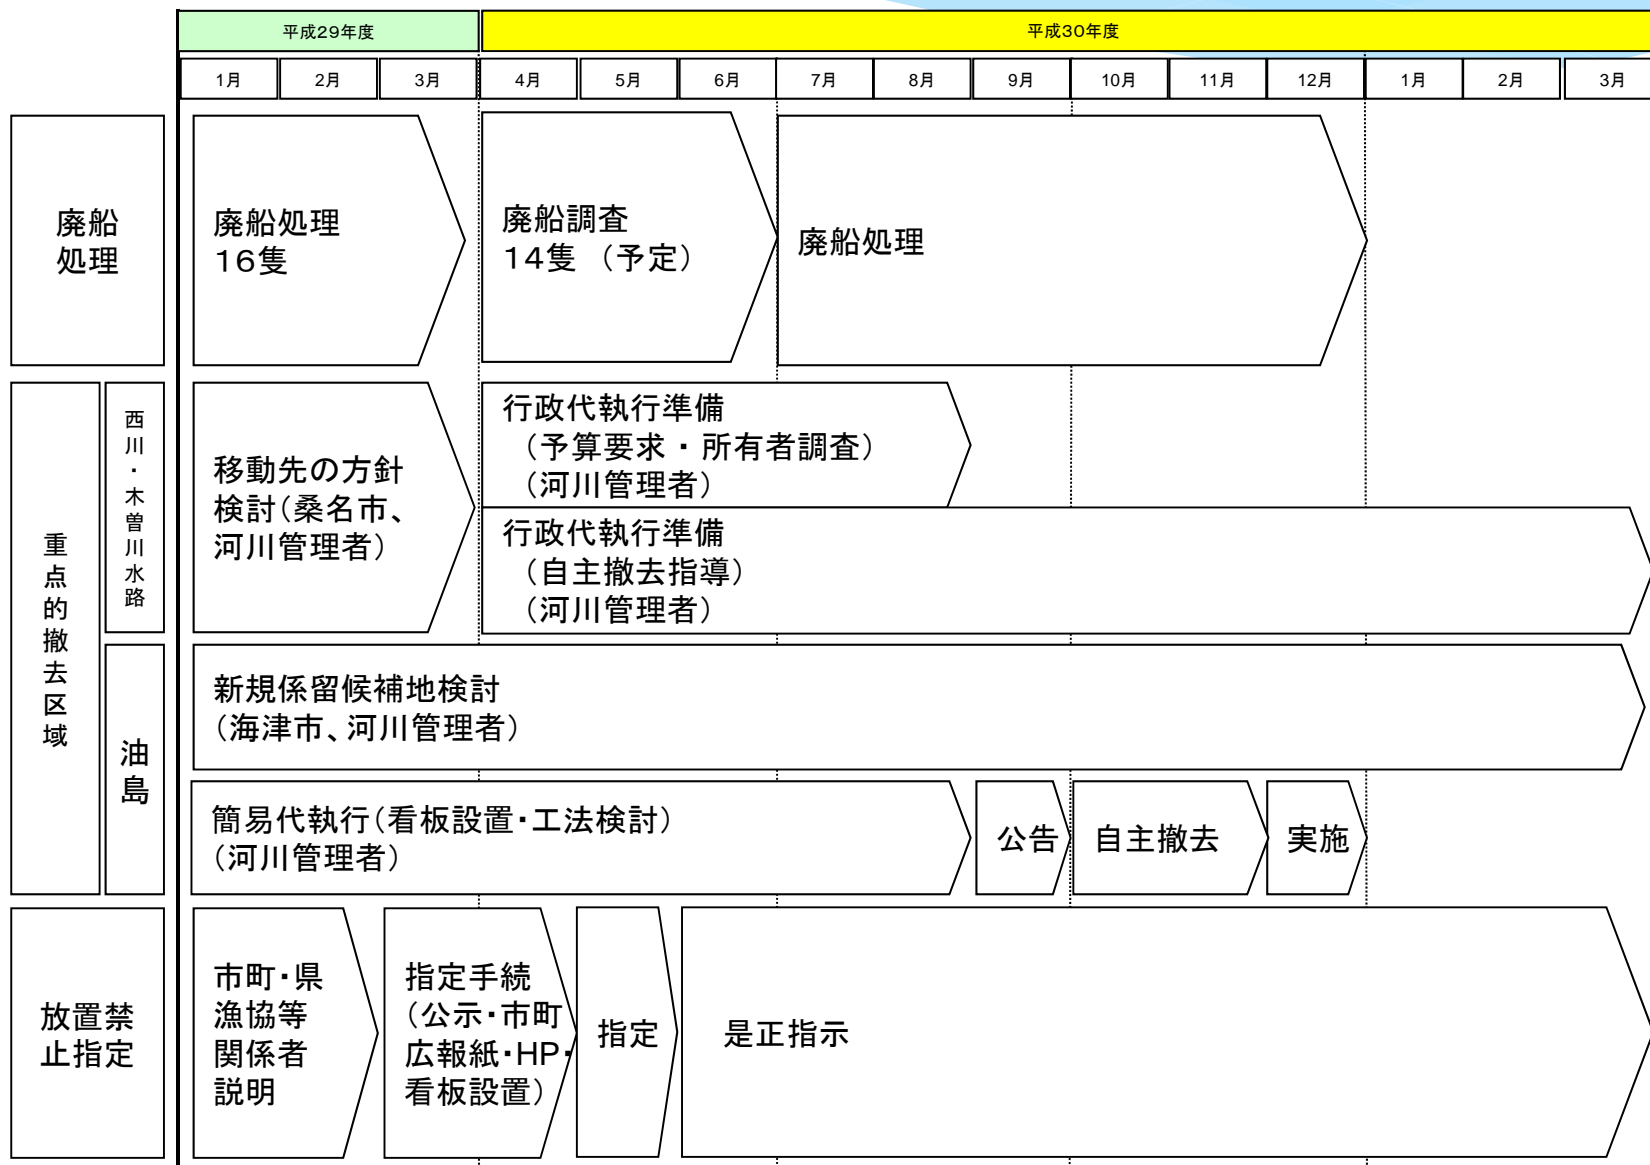 平成29年度
平成30年度
1月
2月
3月
4月
5月
6月
7月
8月
9月
10月
11月
12月
1月
2月
3月
廃船
処理
廃船処理
16隻
廃船調査
14隻 （予定）
廃船処理
重点的撤去区域
西川・木曽川水路
移動先の方針
検討（桑名市、
河川管理者）
行政代執行準備
（予算要求・所有者調査）
（河川管理者）
行政代執行準備
（自主撤去指導）
（河川管理者）
油島
新規係留候補地検討
（海津市、河川管理者）
簡易代執行（看板設置・工法検討）
（河川管理者）
公告
自主撤去
実施
放置禁
止指定
市町・県
漁協等
関係者
説明
指定手続
（公示・市町
広報紙・HP・
看板設置）
指定
是正指示